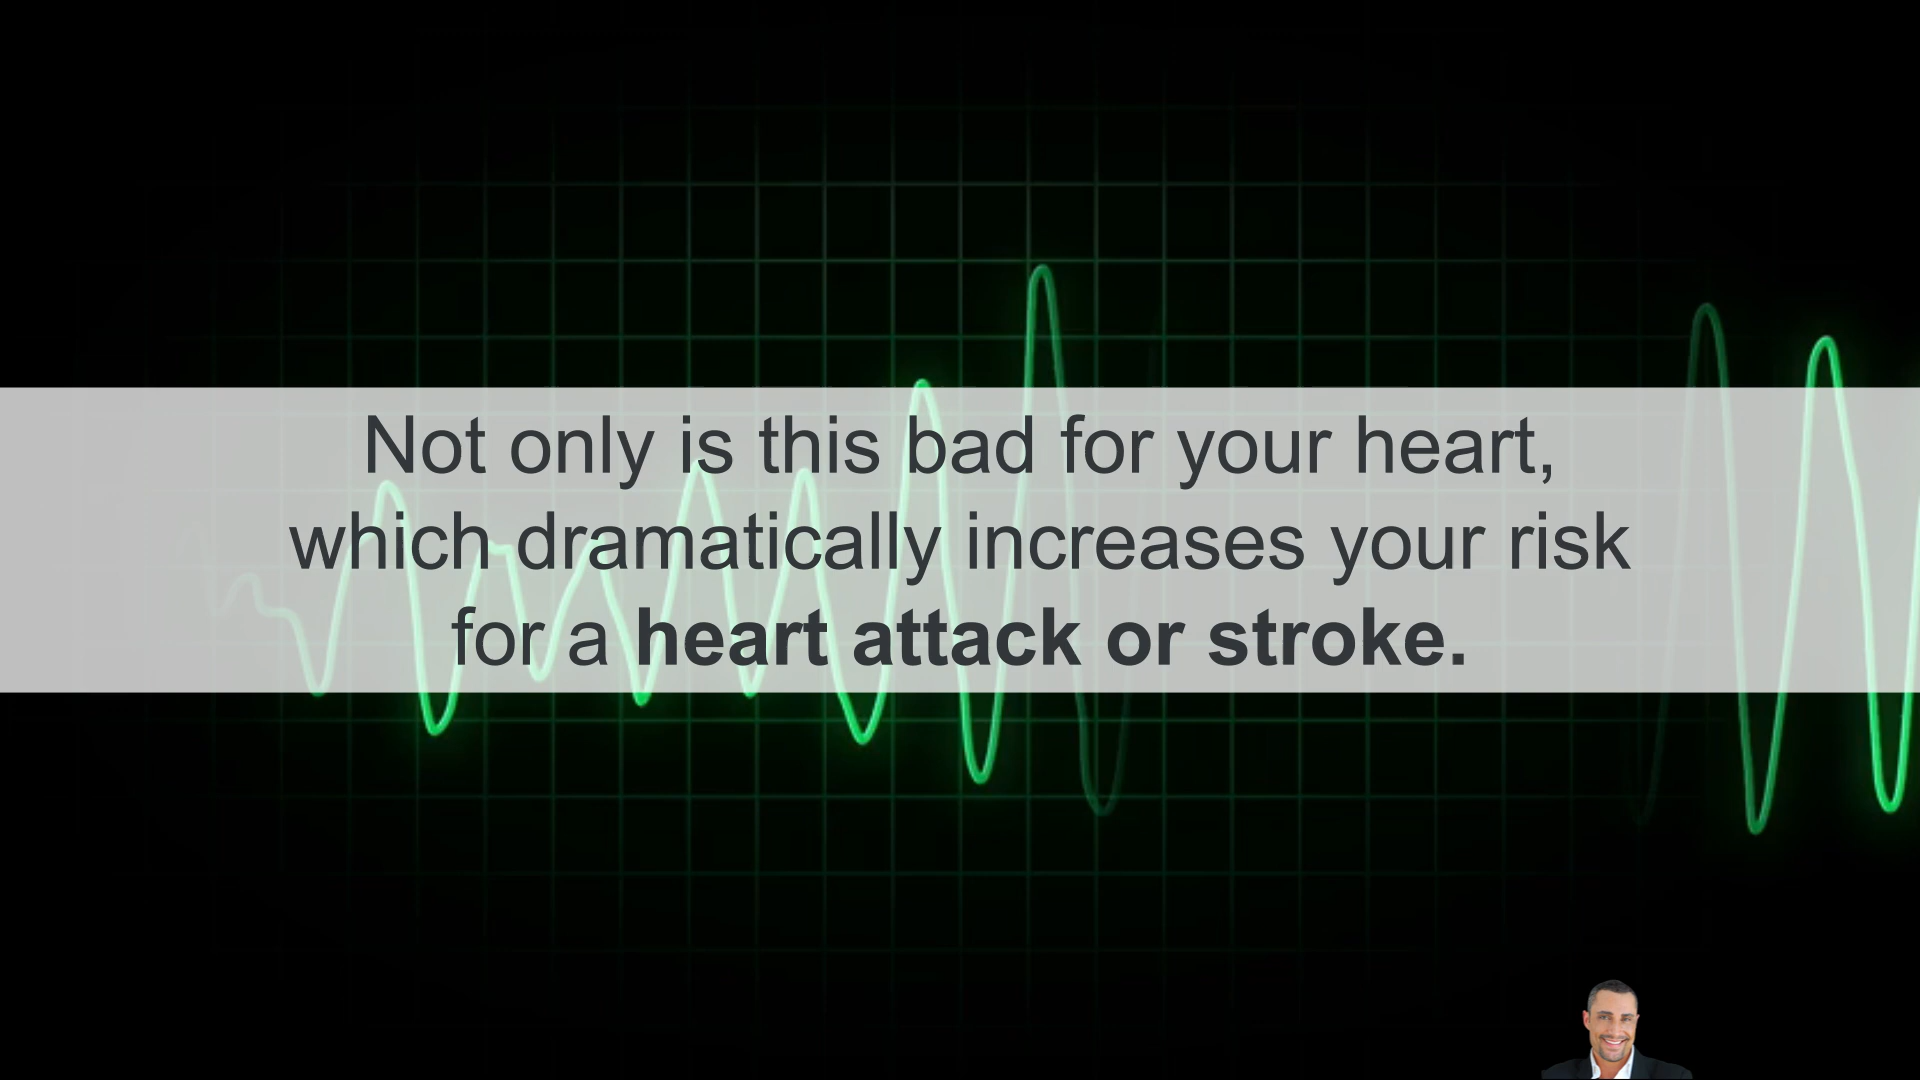 Not only is this bad for your heart,
which dramatically increases your risk
for a heart attack or stroke.